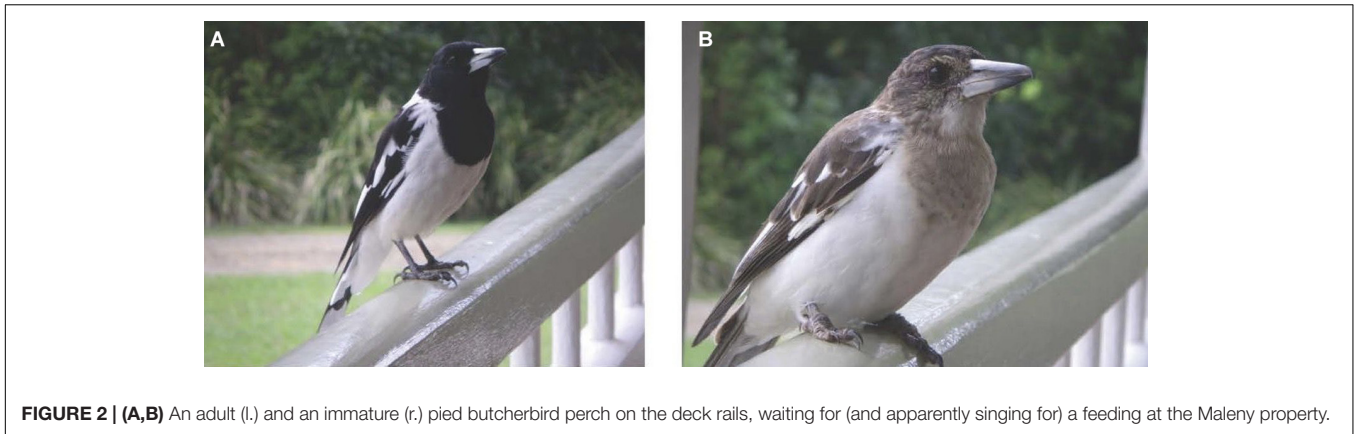 A
B
FIGURE 2 | (A,B) An adult (l.) and an immature (r.) pied butcherbird perch on the deck rails, waiting for (and apparently singing for) a feeding at the Maleny property.